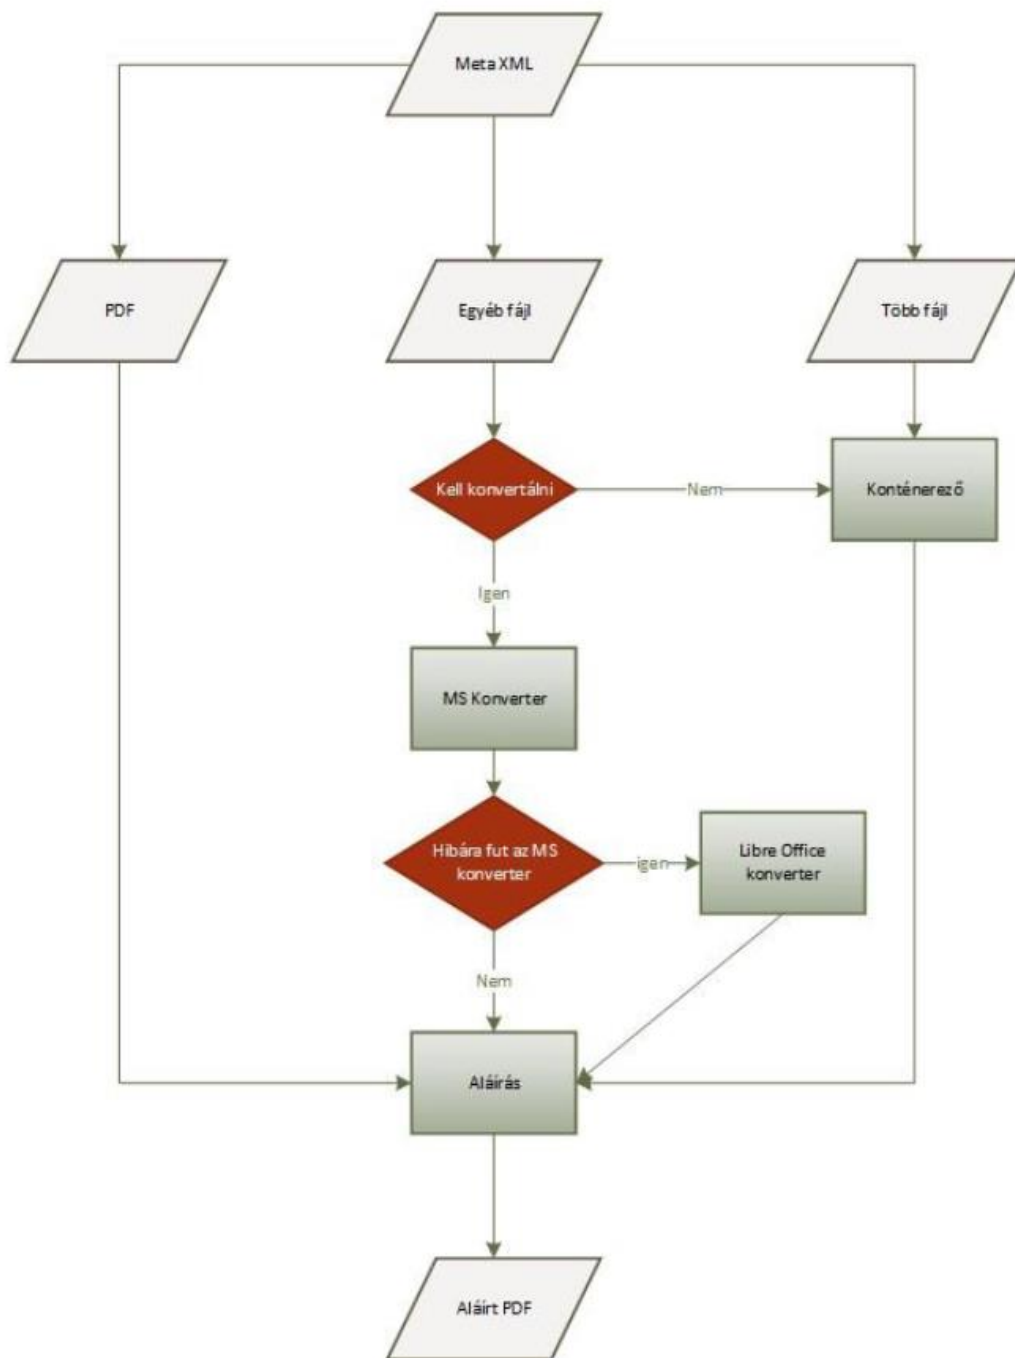 Meta XML
PDF
Egyéb fájl
Több fájl
Kell konvertálni
Nem
Konténerező
Igen
MS Konverter
Hibára fut az MS
konverter
igen
Libre Office
konverter
Nem
Aláírás
Aláírt PDF